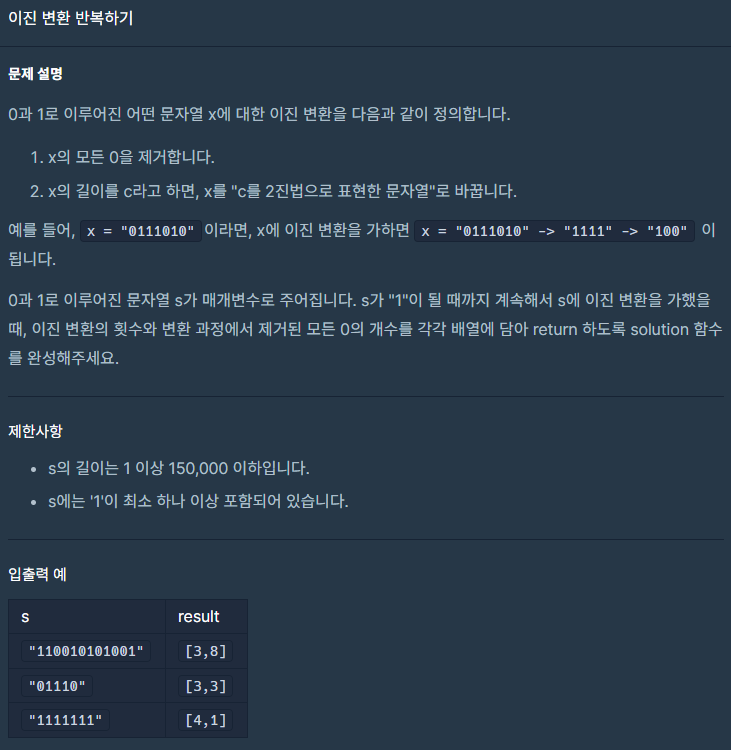 이진 변환 반복하기
문제 설명
0과 1로 이루어진 어떤 문자열 x에 대한 이진 변환을 다음과 같이 정의합니다.
1. x의 모든 0을 제거합니다.
2. x의 길이를 c라고 하면, x를 "c를 2진법으로 표현한 문자열"로 바꿉니다.
예를 들어, x = "0111010" 이라면, x에 이진 변환을 가하면 x = "0111010" -> "1111" -> "100" 이
됩니다.
0과 1로 이루어진 문자열 s가 매개변수로 주어집니다. s가 "1"이 될 때까지 계속해서 s에 이진 변환을 가했을
때, 이진 변환의 횟수와 변환 과정에서 제거된 모든 0의 개수를 각각 배열에 담아 return 하도록 solution 함수
를 완성해주세요.
제한사항
• s의 길이는 1 이상 150,000 이하입니다.
• s에는 '1'이 최소 하나 이상 포함되어 있습니다.
입출력 예
s result
"110010101001" [3,8]
"01110" [3,3]
"1111111" [4,1]